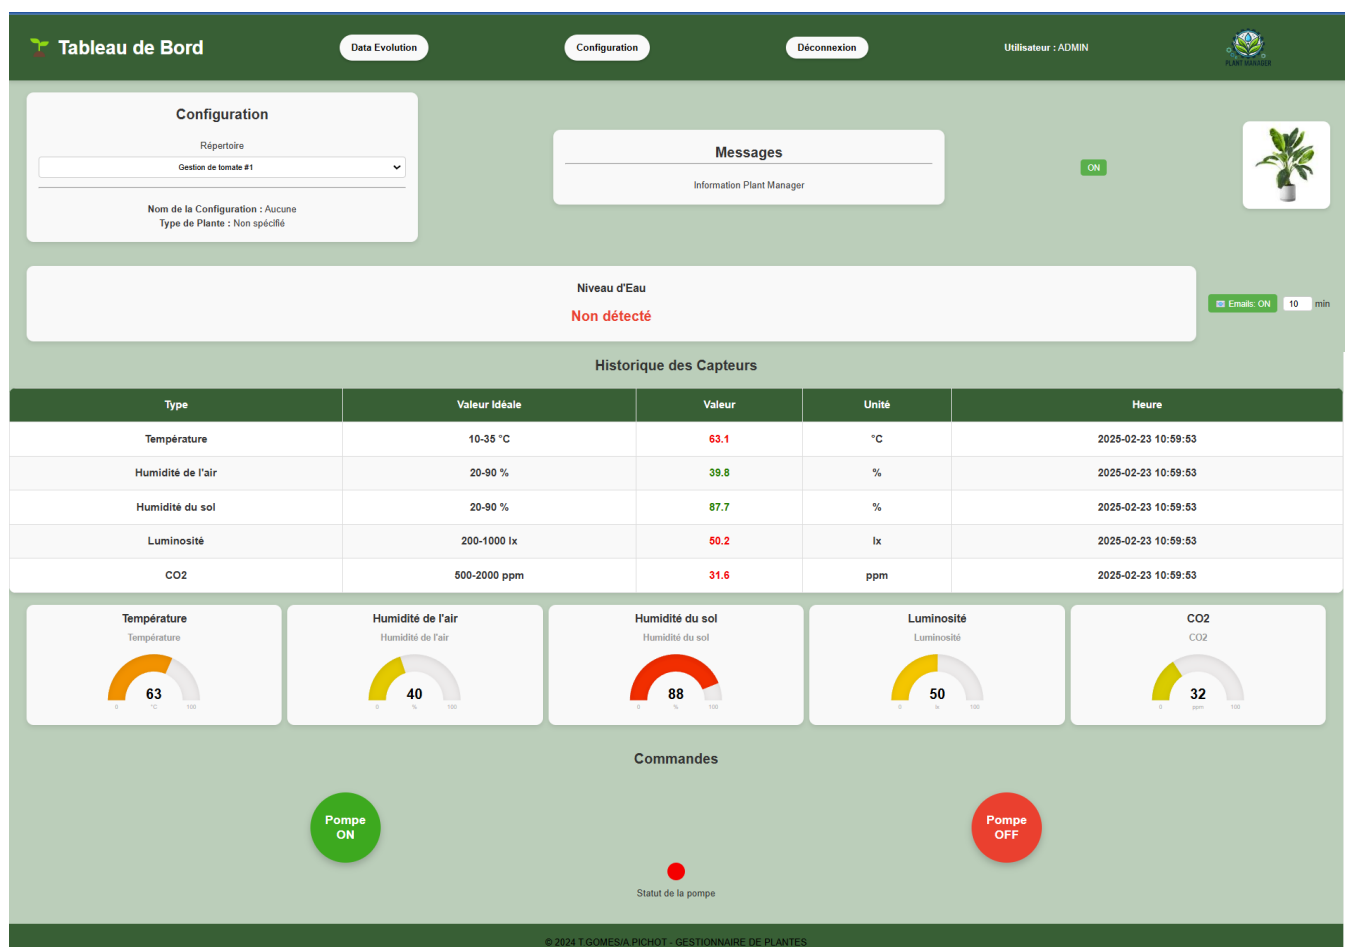 Tableau de Bord
Data Evolution
Configuration
Déconnexion
Utilisateur : ADMIN
PLANT MANAGER
Configuration
Répertoire
Gestion de tomate #1
Nom de la Configuration : Aucune
Type de Plante : Non spécifié
Messages
Information Plant Manager
ON
Niveau d'Eau
Non détecté
Emails: ON 10 min
Historique des Capteurs
Type Valeur Idéale Valeur Unité Heure
Température 10-35 °C 63.1 °C 2025-02-23 10:59:53
Humidité de l'air 20-90 % 39.8 % 2025-02-23 10:59:53
Humidité du sol 20-90 % 87.7 % 2025-02-23 10:59:53
Luminosité 200-1000 lx 50.2 lx 2025-02-23 10:59:53
CO2 500-2000 ppm 31.6 ppm 2025-02-23 10:59:53
Température
Température
63
0 °C 100
Humidité de l'air
Humidité de l'air
40
0 % 100
Humidité du sol
Humidité du sol
88
0 % 100
Luminosité
Luminosité
50
0 lx 100
CO2
CO2
32
0 ppm 100
Commandes
Pompe
ON
Pompe
OFF
Statut de la pompe
© 2024 T.GOMES/A.PICHOT - GESTIONNAIRE DE PLANTES